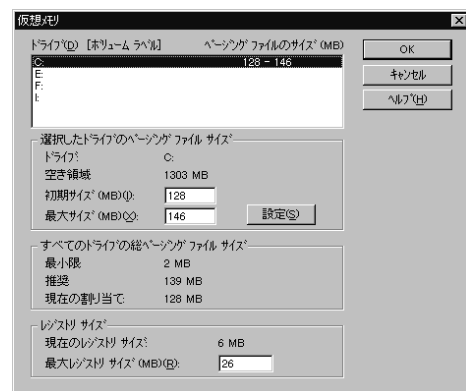 仮想メモリ
ドライブ(D) [ボリューム ラベル] ページング ファイルのサイズ(MB)
C: 128 - 146
E:
F:
I:
OK
キャンセル
ヘルプ(H)
選択したドライブのページング ファイル サイズ
ドライブ: C:
空き領域 1303 MB
初期サイズ(MB)(I): 128
最大サイズ(MB)(X): 146 設定(S)
すべてのドライブの総ページング ファイル サイズ
最小限: 2 MB
推奨 139 MB
現在の割り当て: 128 MB
レジストリ サイズ
現在のレジストリ サイズ: 6 MB
最大レジストリ サイズ(MB)(R): 26